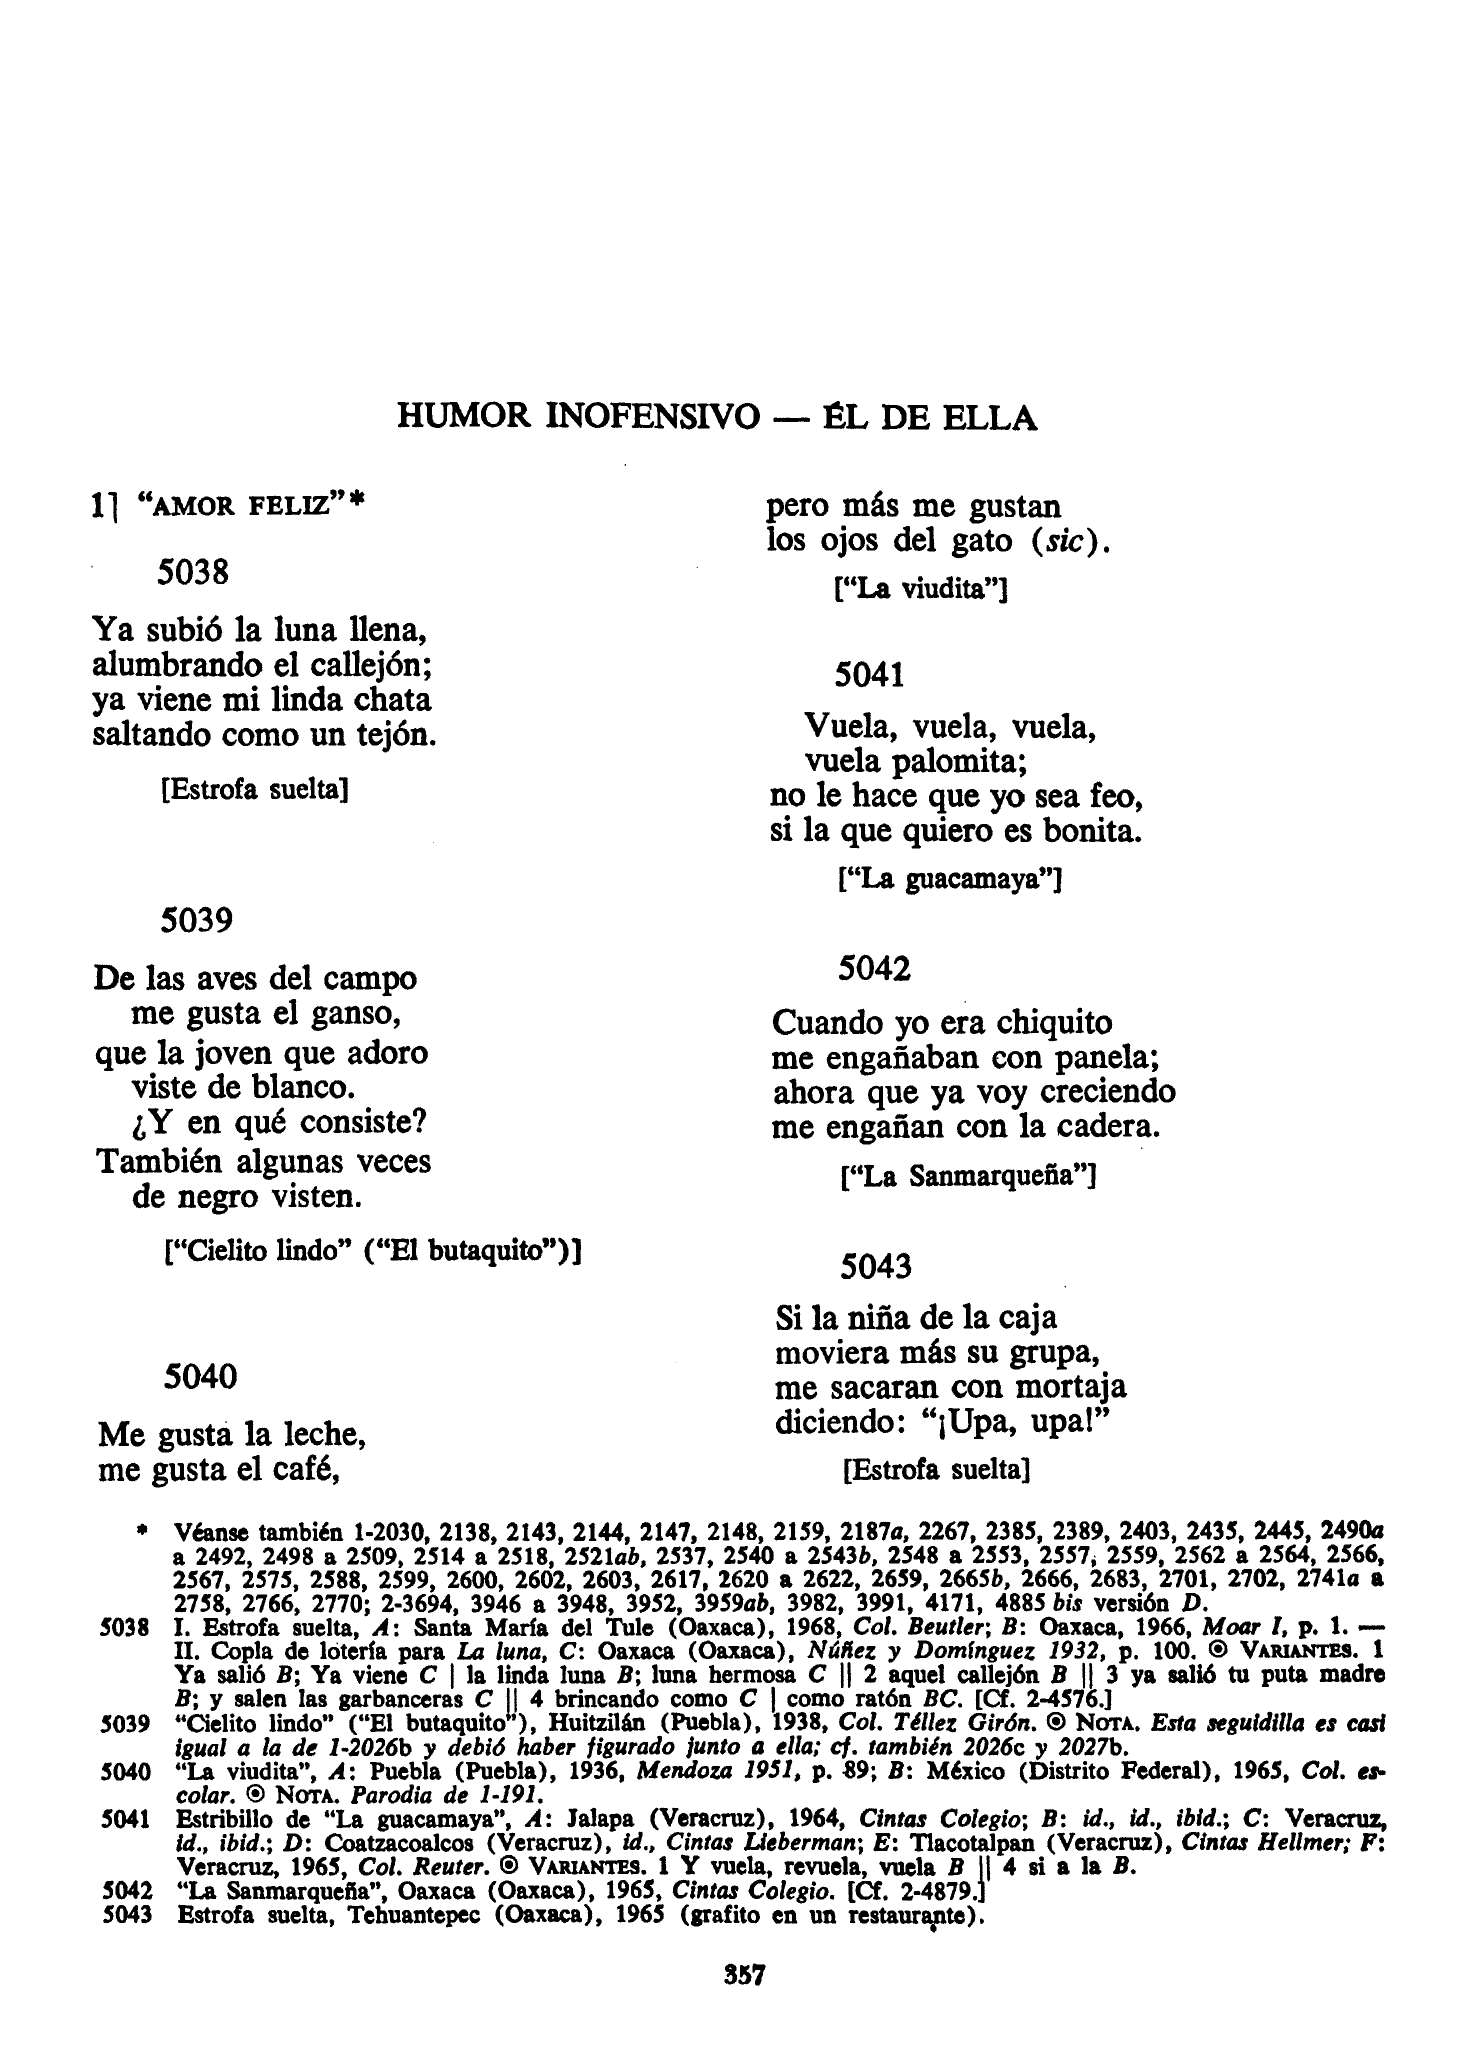 HUMOR INOFENSIVO — ÉL DE ELLA
1] “AMOR FELIZ”*
5038
Ya subió la luna llena,
alumbrando el callejón;
ya viene mi linda chata
saltando como un tejón.
[Estrofa suelta]
5039
De las aves del campo
me gusta el ganso,
que la joven que adoro
viste de blanco.
¿Y en qué consiste?
También algunas veces
de negro visten.
[“Cielito lindo” (“El butaquito”)]
5040
Me gusta la leche,
me gusta el café,
pero más me gustan
los ojos del gato (sic).
[“La viudita”]
5041
Vuela, vuela, vuela,
vuela palomita;
no le hace que yo sea feo,
si la que quiero es bonita.
[“La guacamaya”]
5042
Cuando yo era chiquito
me engañaban con panela;
ahora que ya voy creciendo
me engañan con la cadera.
[“La Sanmarqueña”]
5043
Si la niña de la caja
moviera más su grupa,
me sacaran con mortaja
diciendo: “¡Upa, upa!”
[Estrofa suelta]
* Véanse también 1-2030, 2138, 2143, 2144, 2147, 2148, 2159, 2187a, 2267, 2385, 2389, 2403, 2435, 2445, 2490a
a 2492, 2498 a 2509, 2514 a 2518, 2521ab, 2537, 2540 a 2543b, 2548 a 2553, 2557, 2559, 2562 a 2564, 2566,
2567, 2575, 2588, 2599, 2600, 2602, 2603, 2617, 2620 a 2622, 2659, 2665b, 2666, 2683, 2701, 2702, 2741a a
2758, 2766, 2770; 2-3694, 3946 a 3948, 3952, 3959ab, 3982, 3991, 4171, 4885 bis versión D.
5038 I. Estrofa suelta, A: Santa María del Tule (Oaxaca), 1968, Col. Beutler; B: Oaxaca, 1966, Moar I, p. 1. —
II. Copla de lotería para La luna, C: Oaxaca (Oaxaca), Núñez y Domínguez 1932, p. 100. ⊙ VARIANTES. 1
Ya salió B; Ya viene C | la linda luna B; luna hermosa C || 2 aquel callejón B || 3 ya salió tu puta madre
B; y salen las garbanceras C || 4 brincando como C | como ratón BC. [Cf. 2-4576.]
5039 “Cielito lindo” (“El butaquito”), Huitzilán (Puebla), 1938, Col. Téllez Girón. ⊙ NOTA. Esta seguidilla es casi
igual a la de 1-2026b y debió haber figurado junto a ella; cf. también 2026c y 2027b.
5040 “La viudita”, A: Puebla (Puebla), 1936, Mendoza 1951, p. 89; B: México (Distrito Federal), 1965, Col. es-
colar. ⊙ NOTA. Parodia de 1-191.
5041 Estribillo de “La guacamaya”, A: Jalapa (Veracruz), 1964, Cintas Colegio; B: id., id., ibid.; C: Veracruz,
id., ibid.; D: Coatzacoalcos (Veracruz), id., Cintas Lieberman; E: Tlacotalpan (Veracruz), Cintas Hellmer; F:
Veracruz, 1965, Col. Reuter. ⊙ VARIANTES. 1 Y vuela, revuela, vuela B || 4 si a la B.
5042 “La Sanmarqueña”, Oaxaca (Oaxaca), 1965, Cintas Colegio. [Cf. 2-4879.]
5043 Estrofa suelta, Tehuantepec (Oaxaca), 1965 (grafito en un restaurante).
357